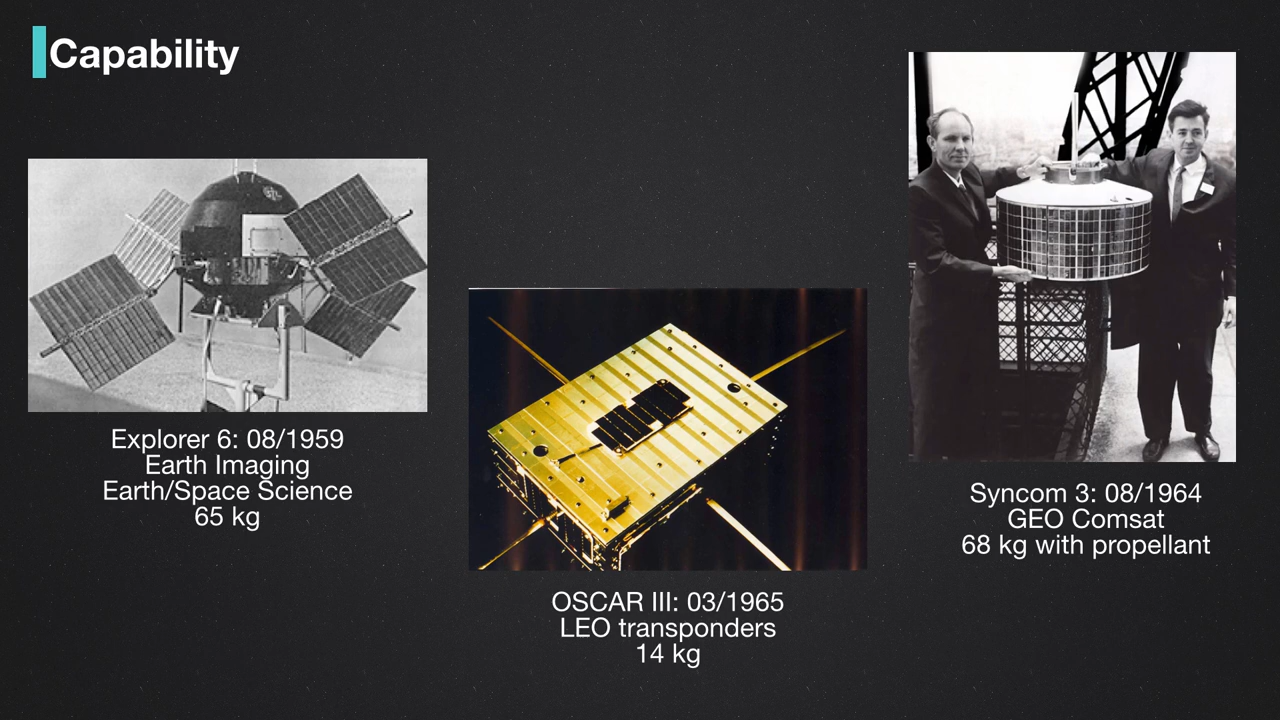 Capability
STL
Explorer 6: 08/1959
Earth Imaging
Earth/Space Science
65 kg
OSCAR III: 03/1965
LEO transponders
14 kg
Syncom 3: 08/1964
GEO Comsat
68 kg with propellant